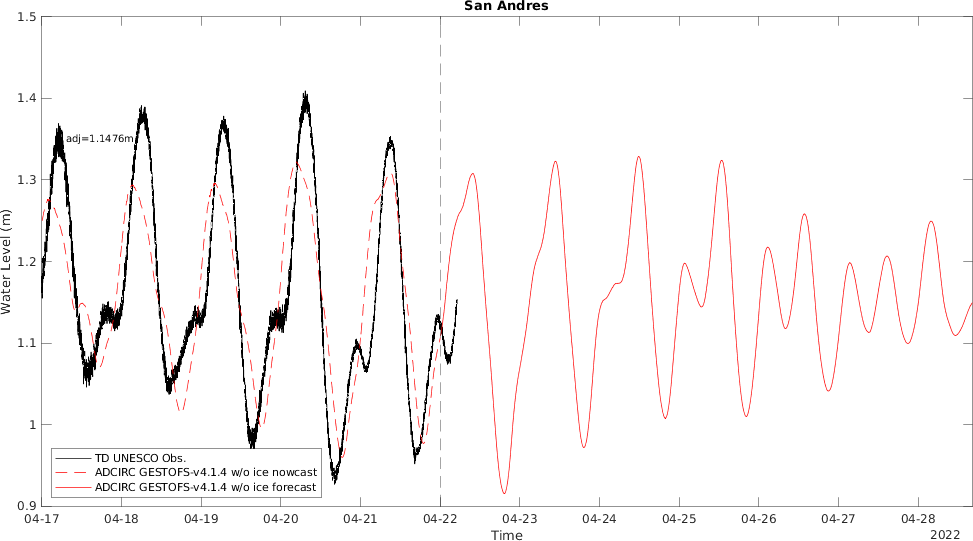 San Andres
1.5
1.4
1.3
1.2
1.1
1
0.9
Water Level (m)
adj=1.1476m
TD UNESCO Obs.
ADCIRC GESTOFS-v4.1.4 w/o ice nowcast
ADCIRC GESTOFS-v4.1.4 w/o ice forecast
04-17 04-18 04-19 04-20 04-21 04-22 04-23 04-24 04-25 04-26 04-27 04-28
Time
2022